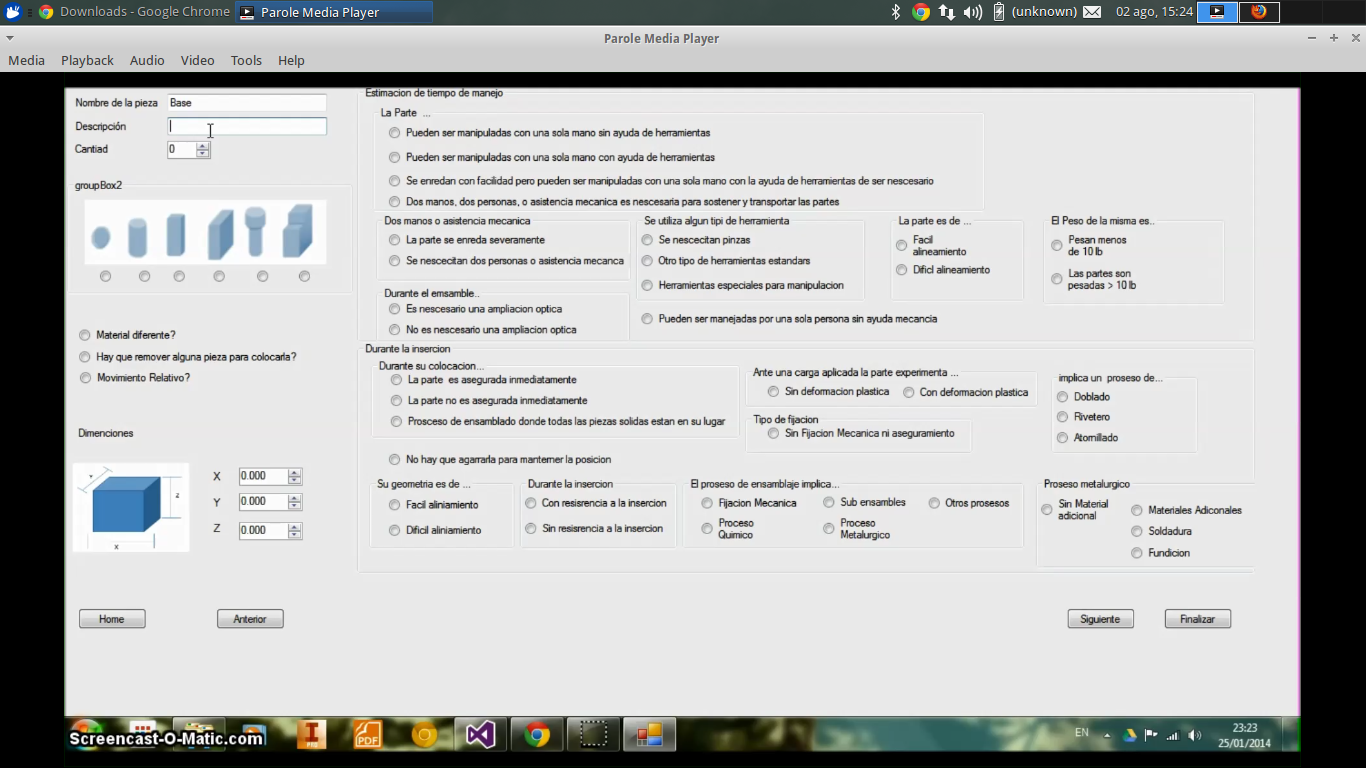 Downloads - Google Chrome
Parole Media Player
(unknown)
02 ago, 15:24
Parole Media Player
Media Playback Audio Video Tools Help
Nombre de la pieza
Base
Descripción
Cantiad
0
groupBox2
Material diferente?
Hay que remover alguna pieza para colocarla?
Movimiento Relativo?
Dimenciones
Y
z
x
X
0.000
Y
0.000
Z
0.000
Home
Anterior
Estimacion de tiempo de manejo
La Parte ...
Pueden ser manipuladas con una sola mano sin ayuda de herramientas
Pueden ser manipuladas con una sola mano con ayuda de herramientas
Se enredan con facilidad pero pueden ser manipuladas con una sola mano con la ayuda de herramientas de ser nescesario
Dos manos, dos personas, o asistencia mecanica es nescesaria para sostener y transportar las partes
Dos manos o asistencia mecanica
La parte se enreda severamente
Se nescecitan dos personas o asistencia mecanca
Se utiliza algun tipi de herramienta
Se nescecitan pinzas
Otro tipo de herramientas estandars
Herramientas especiales para manipulacion
La parte es de ...
Facil
alineamiento
Dificl alineamiento
El Peso de la misma es..
Pesan menos
de 10 lb
Las partes son
pesadas > 10 lb
Durante el emsamble..
Es nescesario una ampliacion optica
No es nescesario una ampliacion optica
Pueden ser manejadas por una sola persona sin ayuda mecancia
Durante la insercion
Durante su colocacion...
La parte es asegurada inmediatamente
La parte no es asegurada inmediatamente
Prosceso de ensamblado donde todas las piezas solidas estan en su lugar
Ante una carga aplicada la parte experimenta ...
Sin deformacion plastica
Con deformacion plastica
Tipo de fijacion
Sin Fijacion Mecanica ni aseguramiento
implica un proseso de...
Doblado
Rivetero
Atornillado
No hay que agarrarla para mantemer la posicion
Su geometria es de ...
Facil aliniamiento
Dificil aliniamiento
Durante la insercion
Con resisrencia a la insercion
Sin resisrencia a la insercion
El proseso de ensamblaje implica...
Fijacion Mecanica
Sub ensambles
Otros prosesos
Proceso
Quimico
Proceso
Metalurgico
Proseso metalurgico
Sin Material
adicional
Materiales Adiconales
Soldadura
Fundicion
Siguiente
Finalizar
Screencast-O-Matic.com
PRO
PDF
EN
23:23
25/01/2014